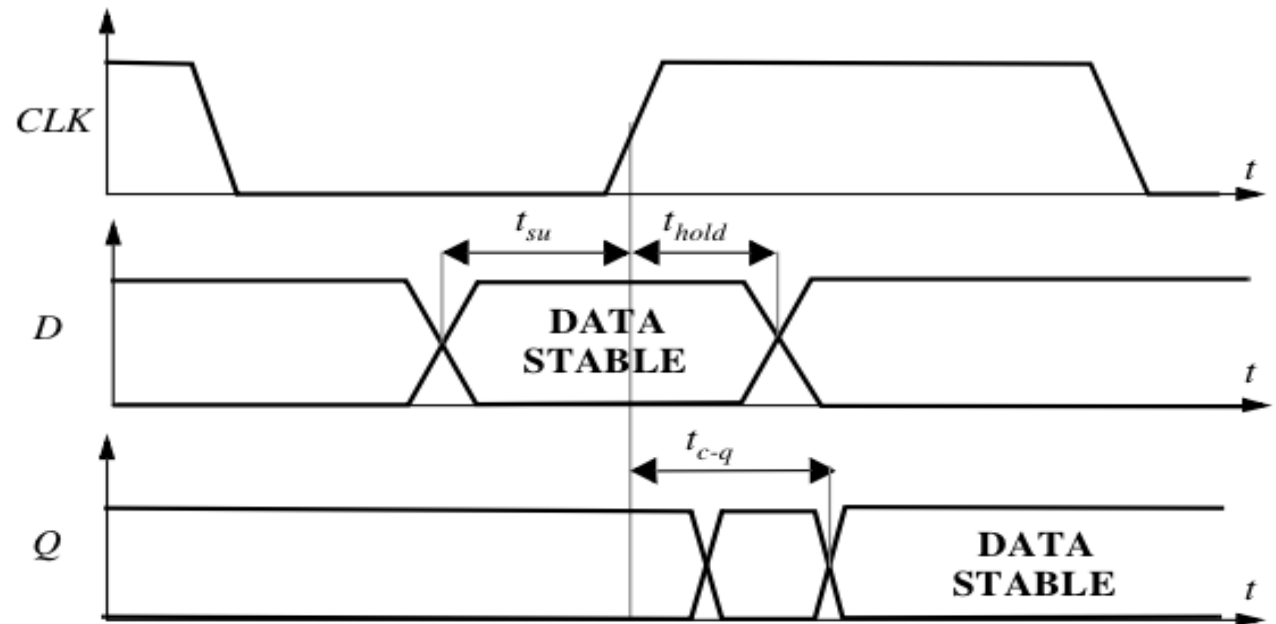 CLK
t
t_su
t_hold
D
DATA
STABLE
t
t_c-q
Q
DATA
STABLE
t